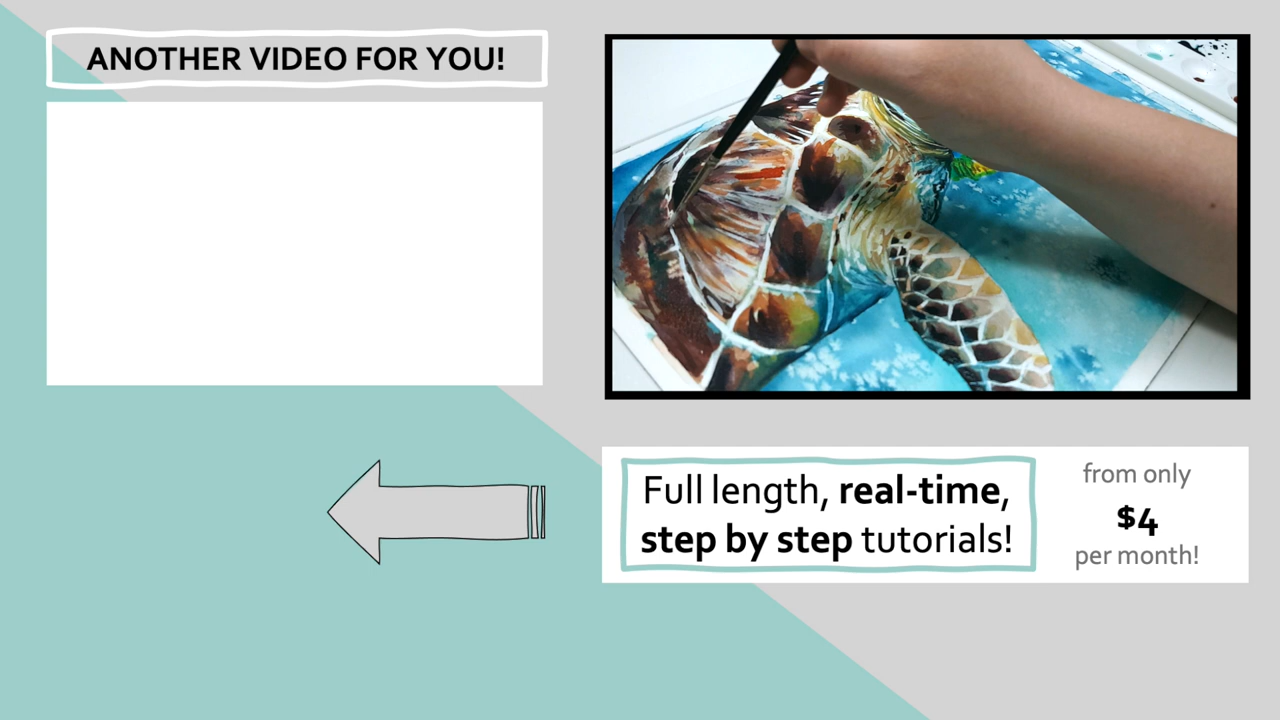 ANOTHER VIDEO FOR YOU!
Full length, real-time,
step by step tutorials!
from only
$4
per month!